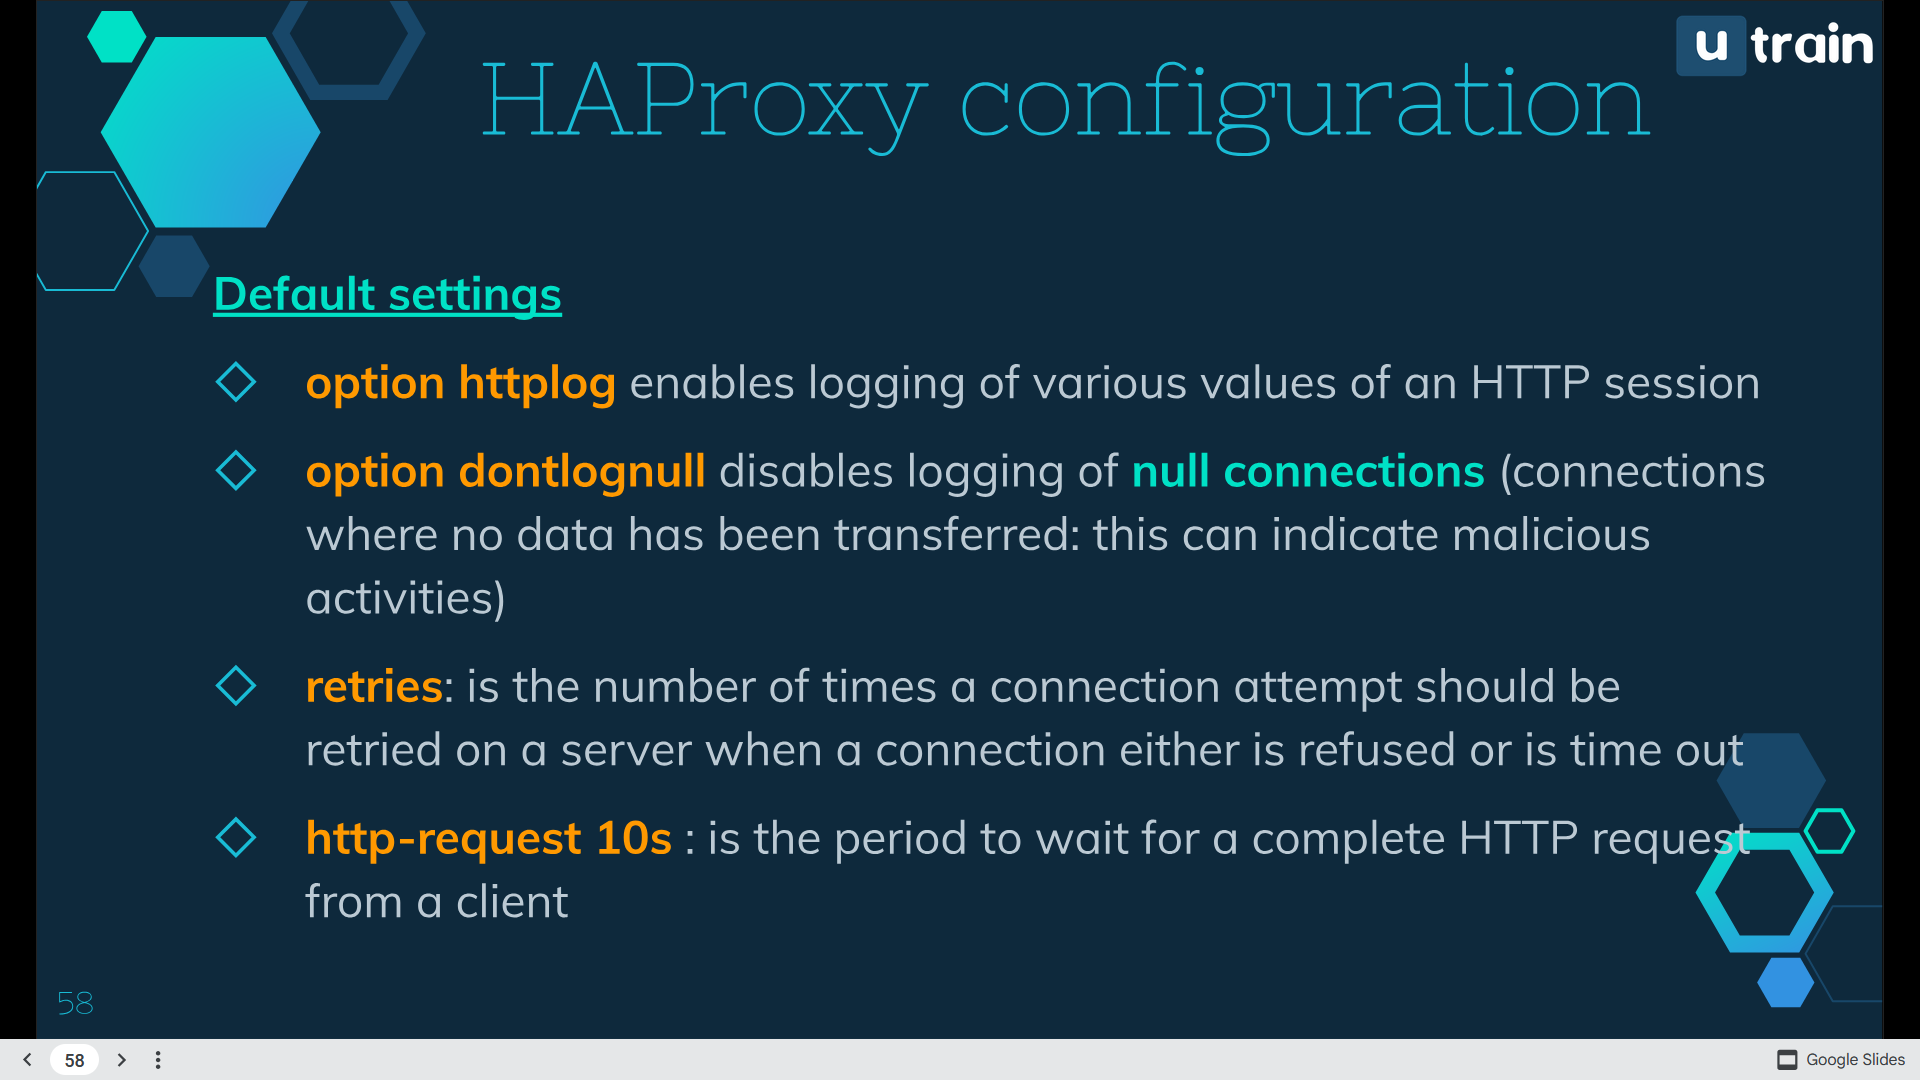 u train
HAProxy configuration
Default settings
option httplog enables logging of various values of an HTTP session
option dontlognull disables logging of null connections (connections
where no data has been transferred: this can indicate malicious
activities)
retries: is the number of times a connection attempt should be
retried on a server when a connection either is refused or is time out
http-request 10s : is the period to wait for a complete HTTP request
from a client
58
58
Google Slides